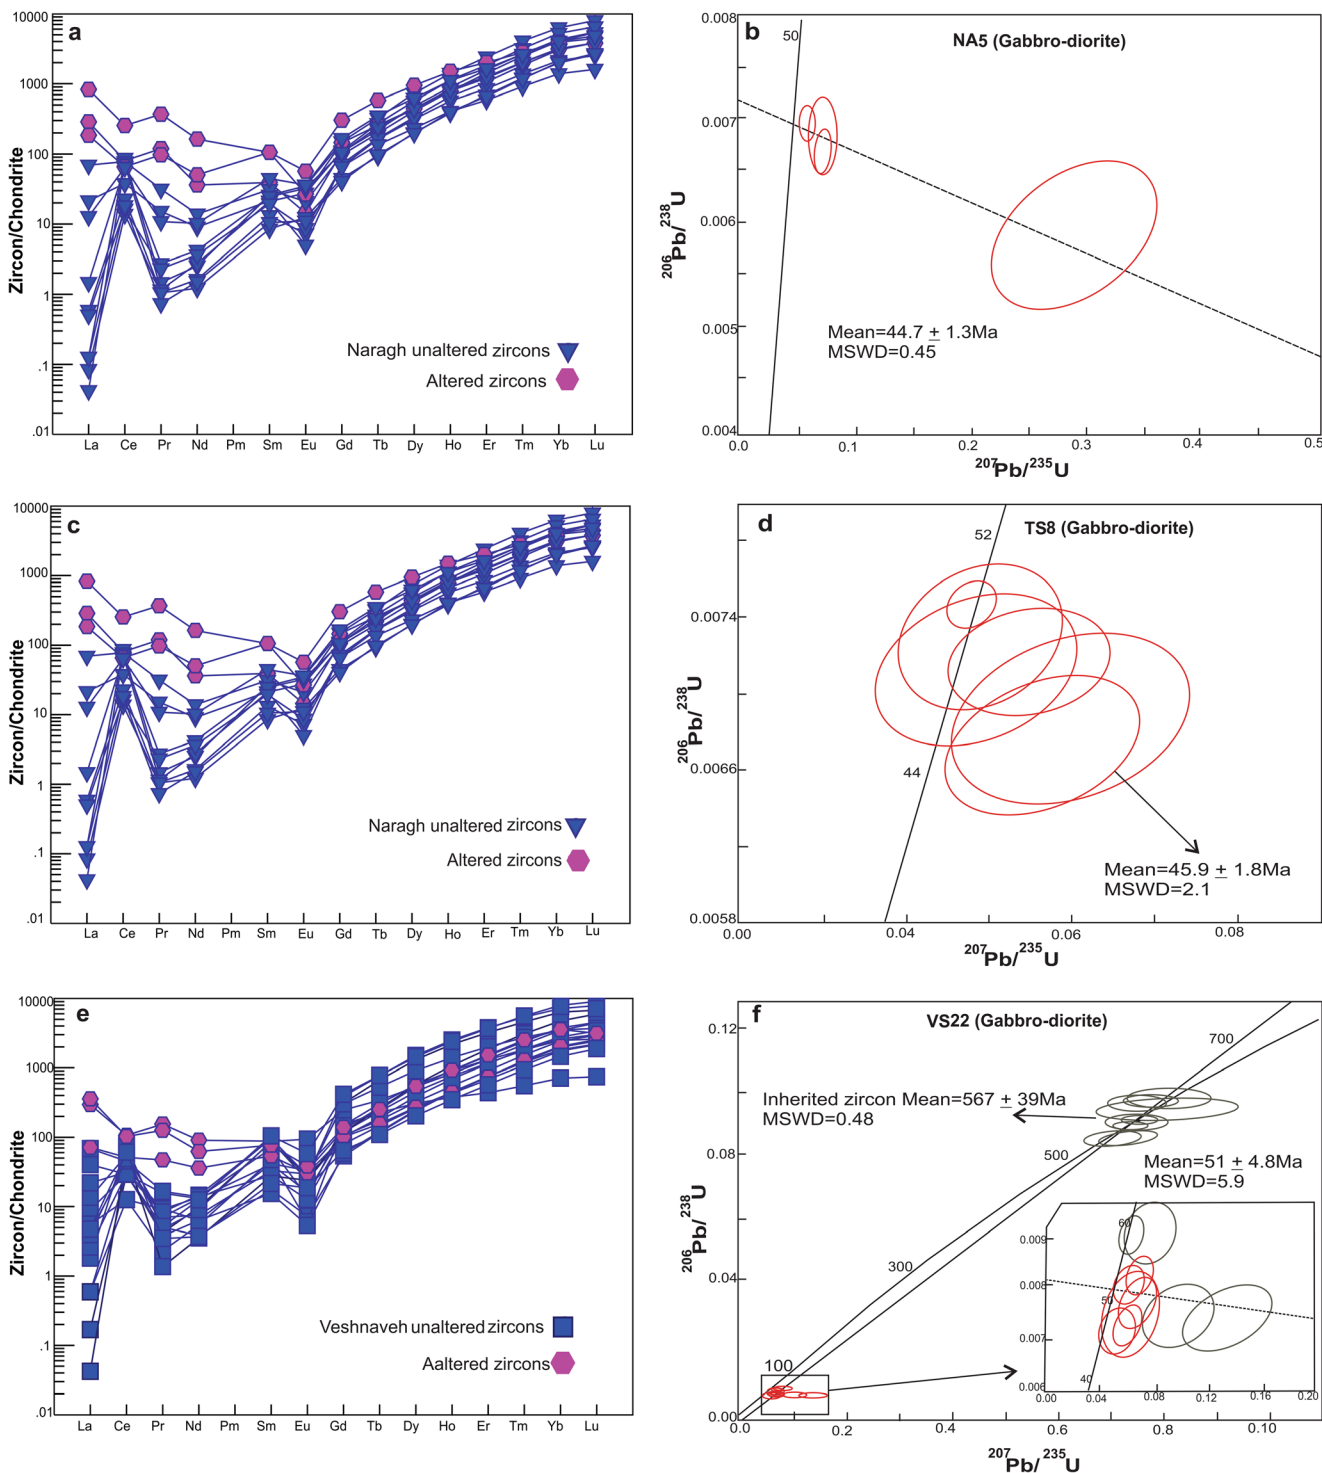 a
10000
1000
100
10
1
.1
.01
Zircon/Chondrite
Naragh unaltered zircons
Altered zircons
La Ce Pr Nd Pm Sm Eu Gd Tb Dy Ho Er Tm Yb Lu
b
NA5 (Gabbro-diorite)
50
0.008
0.007
0.006
0.005
0.004
206Pb/238U
Mean=44.7 ± 1.3Ma
MSWD=0.45
0.0 0.1 0.2 0.3 0.4 0.5
207Pb/235U
c
10000
1000
100
10
1
.1
.01
Zircon/Chondrite
Naragh unaltered zircons
Altered zircons
La Ce Pr Nd Pm Sm Eu Gd Tb Dy Ho Er Tm Yb Lu
d
TS8 (Gabbro-diorite)
52
44
0.0074
0.0066
0.0058
206Pb/238U
Mean=45.9 ± 1.8Ma
MSWD=2.1
0.00 0.04 0.06 0.08
207Pb/235U
e
10000
1000
100
10
1
.1
.01
Zircon/Chondrite
Veshnaveh unaltered zircons
Aaltered zircons
La Ce Pr Nd Pm Sm Eu Gd Tb Dy Ho Er Tm Yb Lu
f
VS22 (Gabbro-diorite)
700
500
300
100
0.12
0.08
0.04
0.00
206Pb/238U
Inherited zircon Mean=567 ± 39Ma
MSWD=0.48
Mean=51 ± 4.8Ma
MSWD=5.9
60
50
40
0.009
0.008
0.007
0.006
0.00 0.04 0.08 0.12 0.16 0.20
0.0 0.2 0.6 0.8 0.10
207Pb/235U